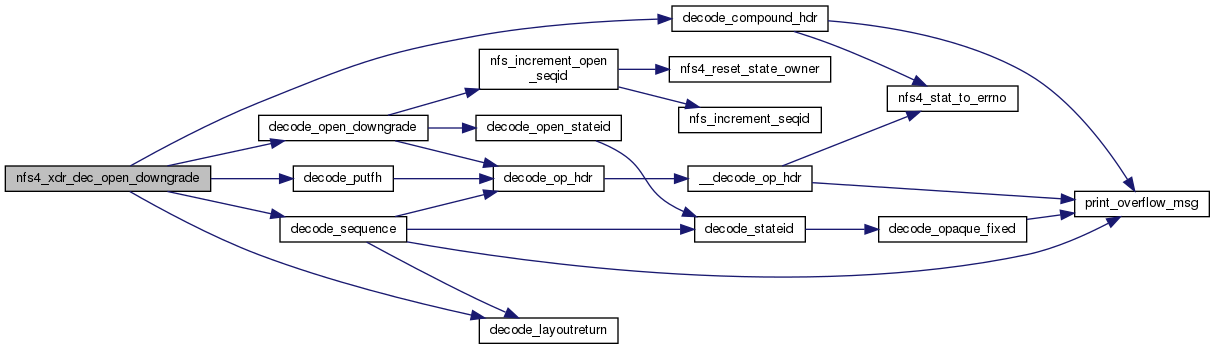 decode_compound_hdr
nfs_increment_open
_seqid
nfs4_reset_state_owner
nfs4_stat_to_errno
nfs_increment_seqid
decode_open_downgrade
decode_open_stateid
nfs4_xdr_dec_open_downgrade
decode_putfh
decode_op_hdr
__decode_op_hdr
print_overflow_msg
decode_sequence
decode_stateid
decode_opaque_fixed
decode_layoutreturn